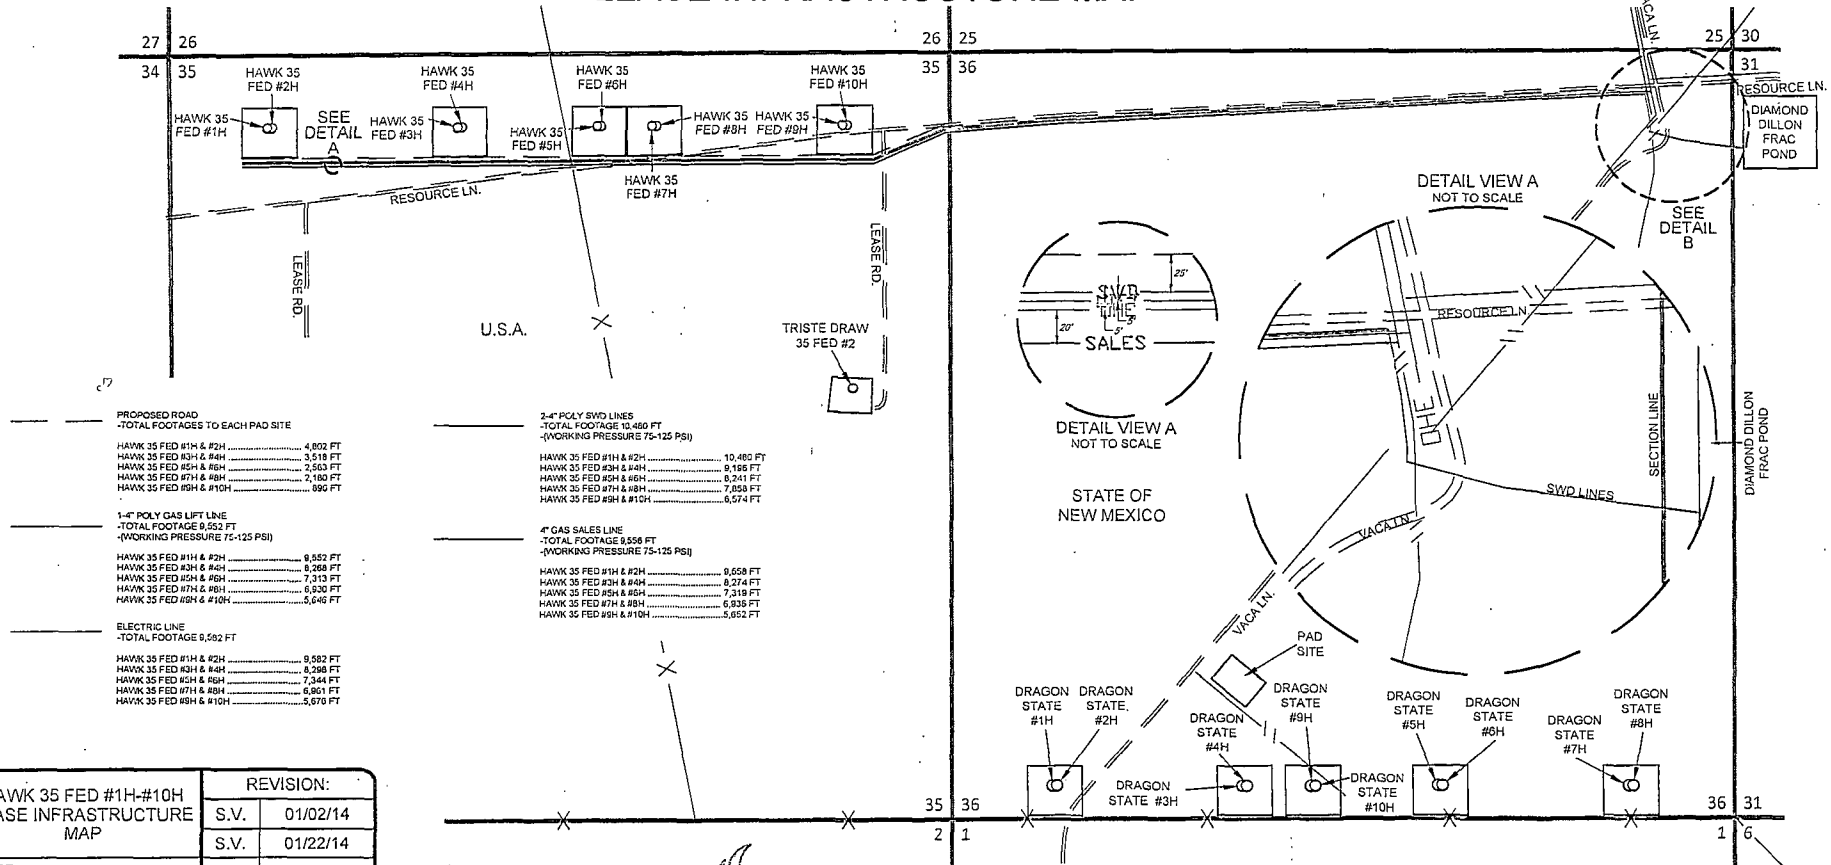 LEASE INFRASTRUCTURE MAP
27 26
34 35
26 25
35 36
25 30
31
VACA LN.
RESOURCE LN.
HAWK 35
FED #2H
HAWK 35
FED #1H
SEE
DETAIL
A
HAWK 35
FED #4H
HAWK 35
FED #3H
HAWK 35
FED #6H
HAWK 35
FED #5H
HAWK 35
FED #8H
HAWK 35
FED #7H
HAWK 35
FED #9H
HAWK 35
FED #10H
DIAMOND
DILLON
FRAC
POND
RESOURCE LN.
LEASE RD.
LEASE RD.
U.S.A.
TRISTE DRAW
35 FED #2
SEE
DETAIL
B
DETAIL VIEW A
NOT TO SCALE
25'
SWD
LINE
5'
5'
20'
SALES
DETAIL VIEW A
NOT TO SCALE
RESOURCE LN.
SECTION LINE
DIAMOND DILLON
FRAC POND
SWD LINES
VACA LN.
VACA LN.
STATE OF
NEW MEXICO
PROPOSED ROAD
-TOTAL FOOTAGES TO EACH PAD SITE
HAWK 35 FED #1H & #2H 4,802 FT
HAWK 35 FED #3H & #4H 3,518 FT
HAWK 35 FED #5H & #6H 2,563 FT
HAWK 35 FED #7H & #8H 2,180 FT
HAWK 35 FED #9H & #10H 896 FT
1-4" POLY GAS LIFT LINE
-TOTAL FOOTAGE 9,552 FT
-(WORKING PRESSURE 75-125 PSI)
HAWK 35 FED #1H & #2H 9,552 FT
HAWK 35 FED #3H & #4H 8,268 FT
HAWK 35 FED #5H & #6H 7,313 FT
HAWK 35 FED #7H & #8H 6,930 FT
HAWK 35 FED #9H & #10H 5,646 FT
ELECTRIC LINE
-TOTAL FOOTAGE 9,582 FT
HAWK 35 FED #1H & #2H 9,582 FT
HAWK 35 FED #3H & #4H 8,298 FT
HAWK 35 FED #5H & #6H 7,344 FT
HAWK 35 FED #7H & #8H 6,961 FT
HAWK 35 FED #9H & #10H 5,676 FT
2-4" POLY SWD LINES
-TOTAL FOOTAGE 10,480 FT
-(WORKING PRESSURE 75-125 PSI)
HAWK 35 FED #1H & #2H 10,480 FT
HAWK 35 FED #3H & #4H 9,196 FT
HAWK 35 FED #5H & #6H 8,241 FT
HAWK 35 FED #7H & #8H 7,858 FT
HAWK 35 FED #9H & #10H 6,574 FT
4" GAS SALES LINE
-TOTAL FOOTAGE 9,558 FT
-(WORKING PRESSURE 75-125 PSI)
HAWK 35 FED #1H & #2H 9,558 FT
HAWK 35 FED #3H & #4H 8,274 FT
HAWK 35 FED #5H & #6H 7,319 FT
HAWK 35 FED #7H & #8H 6,936 FT
HAWK 35 FED #9H & #10H 5,652 FT
PAD
SITE
DRAGON
STATE
#1H
DRAGON
STATE
#2H
DRAGON
STATE #3H
DRAGON
STATE
#4H
DRAGON
STATE
#9H
DRAGON
STATE
#10H
DRAGON
STATE
#5H
DRAGON
STATE
#6H
DRAGON
STATE
#7H
DRAGON
STATE
#8H
35 36
2 1
36 31
1 6
HAWK 35 FED #1H-#10H
LEASE INFRASTRUCTURE
MAP
REVISION:
S.V. 01/02/14
S.V. 01/22/14